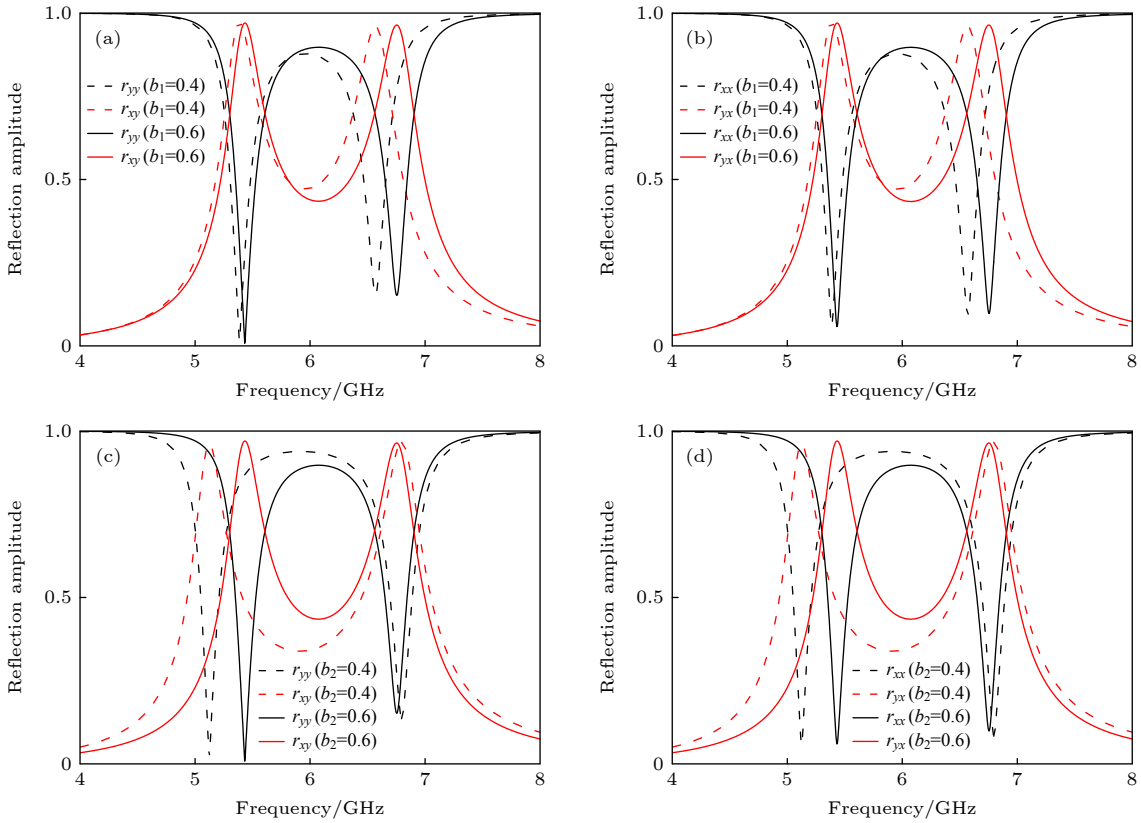 1.0
(a)
r_yy(b_1=0.4)
r_xy(b_1=0.4)
r_yy(b_1=0.6)
r_xy(b_1=0.6)
0.5
0
4 5 6 7 8
Reflection amplitude
Frequency/GHz
1.0
(b)
r_xx(b_1=0.4)
r_yx(b_1=0.4)
r_xx(b_1=0.6)
r_yx(b_1=0.6)
0.5
0
4 5 6 7 8
Reflection amplitude
Frequency/GHz
1.0
(c)
0.5
r_yy(b_2=0.4)
r_xy(b_2=0.4)
r_yy(b_2=0.6)
r_xy(b_2=0.6)
0
4 5 6 7 8
Reflection amplitude
Frequency/GHz
1.0
(d)
0.5
r_xx(b_2=0.4)
r_yx(b_2=0.4)
r_xx(b_2=0.6)
r_yx(b_2=0.6)
0
4 5 6 7 8
Reflection amplitude
Frequency/GHz